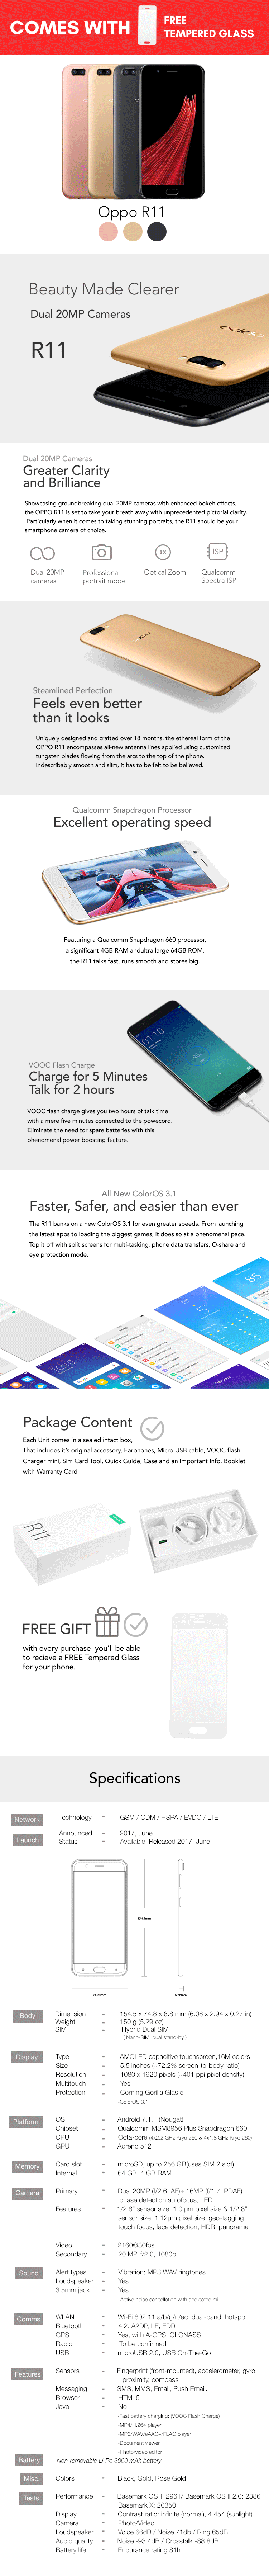 COMES WITH
FREE
TEMPERED GLASS
Oppo R11
Beauty Made Clearer
Dual 20MP Cameras
R11
Dual 20MP Cameras
Greater Clarity
and Brilliance
Showcasing groundbreaking dual 20MP cameras with enhanced bokeh effects,
the OPPO R11 is set to take your breath away with unprecedented pictorial clarity.
Particularly when it comes to taking stunning portraits, the R11 should be your
smartphone camera of choice.
2X
ISP
Dual 20MP
cameras
Professional
portrait mode
Optical Zoom
Qualcomm
Spectra ISP
Steamlined Perfection
Feels even better
than it looks
Uniquely designed and crafted over 18 months, the ethereal form of the
OPPO R11 encompasses all-new antenna lines applied using customized
tungsten blades flowing from the arcs to the top of the phone.
Indescribably smooth and slim, it has to be felt to be believed.
Qualcomm Snapdragon Processor
Excellent operating speed
Featuring a Qualcomm Snapdragon 660 processor,
a significant 4GB RAM andultra large 64GB ROM,
the R11 talks fast, runs smooth and stores big.
01:10
VOOC Flash Charge
Charge for 5 Minutes
Talk for 2 hours
VOOC flash charge gives you two hours of talk time
with a mere five minutes connected to the powecord.
Elimiinate the need for spare batteries with this
phenomenal power boosting feature.
All New ColorOS 3.1
Faster, Safer, and easier than ever
The R11 banks on a new ColorOS 3.1 for even greater speeds. From launching
the latest apps to loading the biggest games, it does so at a phenomenal pace.
Top it off with new functions for multi-tasking, phone data transfers, O-share and
eye protection mode.
10:10
85
Package Content
Each Unit comes in a sealed intact box,
That includes it's original accessory, Earphones, Micro USB cable, VOOC flash
Charger mini, Sim Card Tool, Quick Guide, Case and an Important Info. Booklet
with Warranty Card
R11
FREE GIFT
with every purchase you'll be able
to recieve a FREE Tempered Glass
for your phone.
Specifications
Network
Technology - GSM / CDM / HSPA / EVDO / LTE
Launch
Announced - 2017, June
Status - Available. Released 2017, June
Body
Dimension - 154.5 x 74.8 x 6.8 mm (6.08 x 2.94 x 0.27 in)
Weight - 150 g (5.29 oz)
SIM - Hybrid Dual SIM
( Nano-SIM, dual stand-by )
Display
Type - AMOLED capacitive touchscreen,16M colors
Size - 5.5 inches (~72.2% screen-to-body ratio)
Resolution - 1080 x 1920 pixels (~401 ppi pixel density)
Multitouch - Yes
Protection - Corning Gorilla Glas 5
-ColorOS 3.1
Platform
OS - Android 7.1.1 (Nougat)
Chipset - Qualcomm MSM8956 Plus Snapdragon 660
CPU - Octa-core (4x2.2 GHz Kryo 260 & 4x1.8 GHz Kryo 260)
GPU - Adreno 512
Memory
Card slot - microSD, up to 256 GB(uses SIM 2 slot)
Internal - 64 GB, 4 GB RAM
Camera
Primary - Dual 20MP (f/2.6, AF)+ 16MP (f/1.7, PDAF)
phase detection autofocus, LED
Features - 1/2.8" sensor size, 1.0 µm pixel size & 1/2.8"
sensor size, 1.12µm pixel size, geo-tagging,
touch focus, face detection, HDR, panorama
Video - 2160@30fps
Secondary - 20 MP, f/2.0, 1080p
Sound
Alert types - Vibration; MP3,WAV ringtones
Loudspeaker - Yes
3.5mm jack - Yes
-Active noise cancellation with dedicated mi
Comms
WLAN - Wi-Fi 802.11 a/b/g/n/ac, dual-band, hotspot
Bluetooth - 4.2, A2DP, LE, EDR
GPS - Yes, with A-GPS, GLONASS
Radio - To be confirmed
USB - microUSB 2.0, USB On-The-Go
Features
Sensors - Fingerprint (front-mounted), accelerometer, gyro,
proximity, compass
Messaging - SMS, MMS, Email, Push Email.
Browser - HTML5
Java - No
-Fast battery charging: (VOOC Flash Charge)
-MP4/H.264 player
-MP3/WAV/eAAC+/FLAC player
-Document viewer
-Photo/video editor
Battery
Non-removable Li-Po 3000 mAh battery
Misc.
Colors - Black, Gold, Rose Gold
Tests
Performance - Basemark OS II: 2961/ Basemark OS II 2.0: 2386
Basemark X: 20350
Display - Contrast ratio: Infinite (normal), 4.454 (sunlight)
Camera - Photo/Video
Loudspeaker - Voice 66dB / Noise 71db / Ring 65dB
Audio quality - Noise -93.4dB / Crosstalk -88.8dB
Battery life - Endurance rating 81h